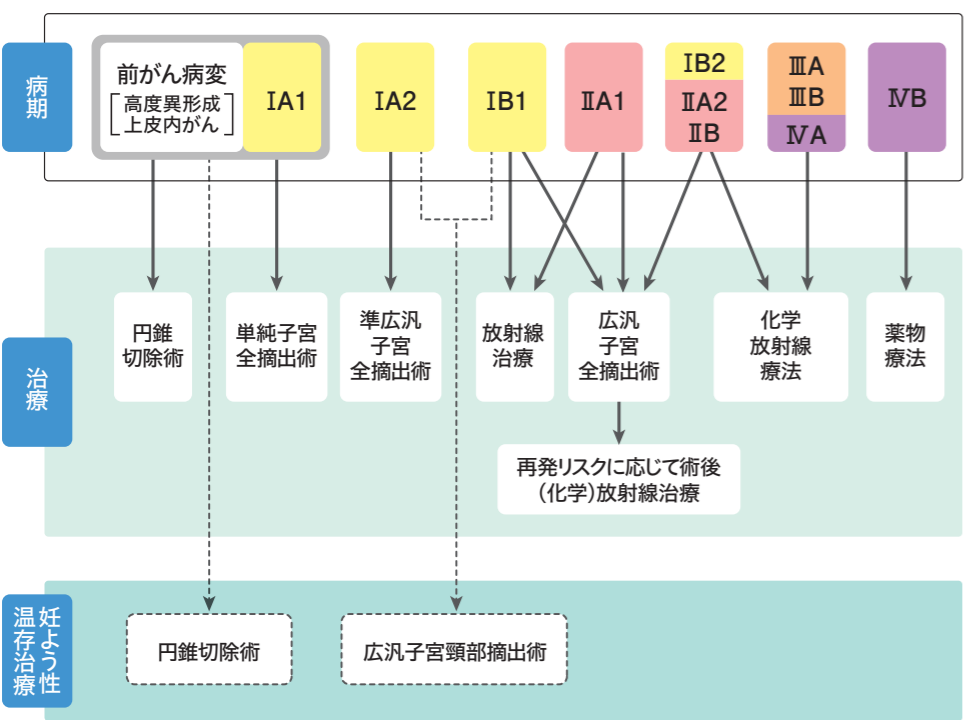 病期
前がん病変
[高度異形成
上皮内がん]
ⅠA1
ⅠA2
ⅠB1
ⅡA1
ⅠB2
ⅡA2
ⅡB
ⅢA
ⅢB
ⅣA
ⅣB
治療
円錐
切除術
単純子宮
全摘出術
準広汎
子宮
全摘出術
放射線
治療
広汎
子宮
全摘出術
化学
放射線
療法
薬物
療法
再発リスクに応じて術後
(化学)放射線治療
妊よう性
温存治療
円錐切除術
広汎子宮頸部摘出術